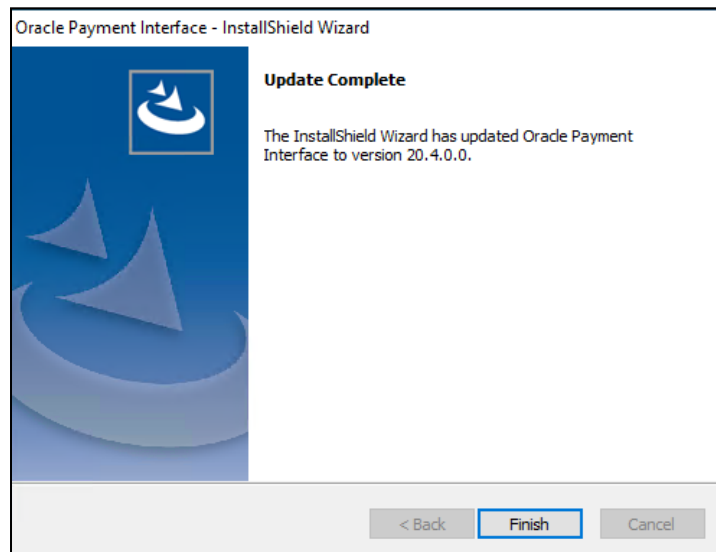 Oracle Payment Interface - InstallShield Wizard
Update Complete
The InstallShield Wizard has updated Oracle Payment
Interface to version 20.4.0.0.
< Back Finish Cancel